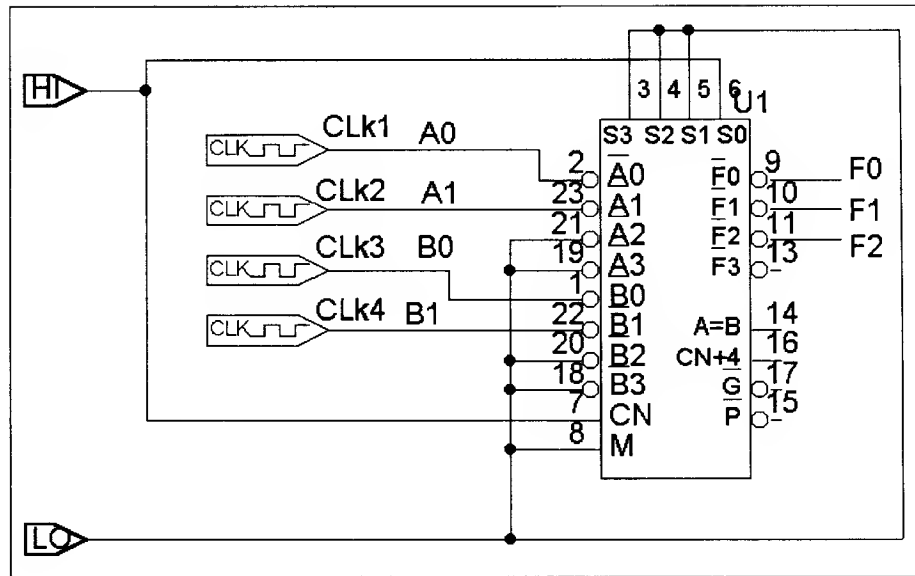 HI
3 4 5 6
U1
S3 S2 S1 S0
CLK CLk1 A0
2 A0 F0 9 F0
CLK CLk2 A1
23 A1 F1 10 F1
21 A2 F2 11 F2
CLK CLk3 B0
19 A3 F3 13
1 B0
CLK CLk4 B1
22 B1 A=B 14
20 B2 CN+4 16
18 B3 G 17
7 CN P 15
8 M
LO